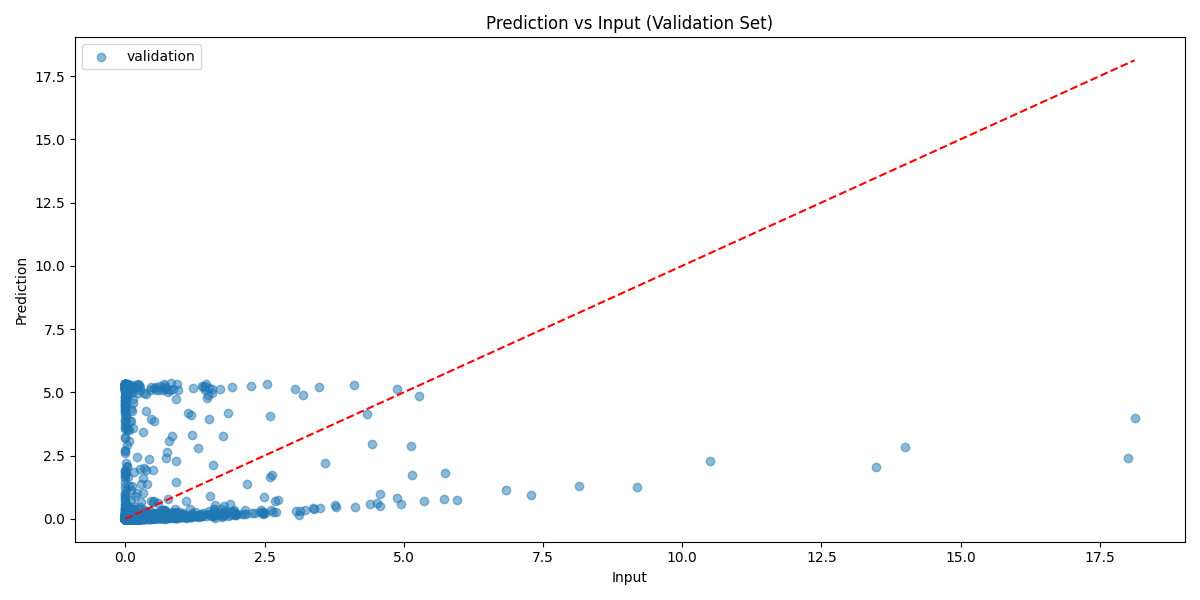 Prediction vs Input (Validation Set)
validation
17.5
15.0
12.5
10.0
7.5
5.0
2.5
0.0
Prediction
0.0 2.5 5.0 7.5 10.0 12.5 15.0 17.5
Input